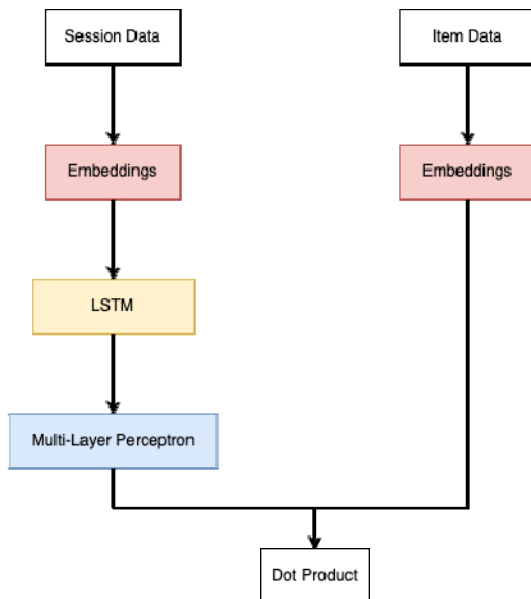 Session Data
Item Data
Embeddings
Embeddings
LSTM
Multi-Layer Perceptron
Dot Product